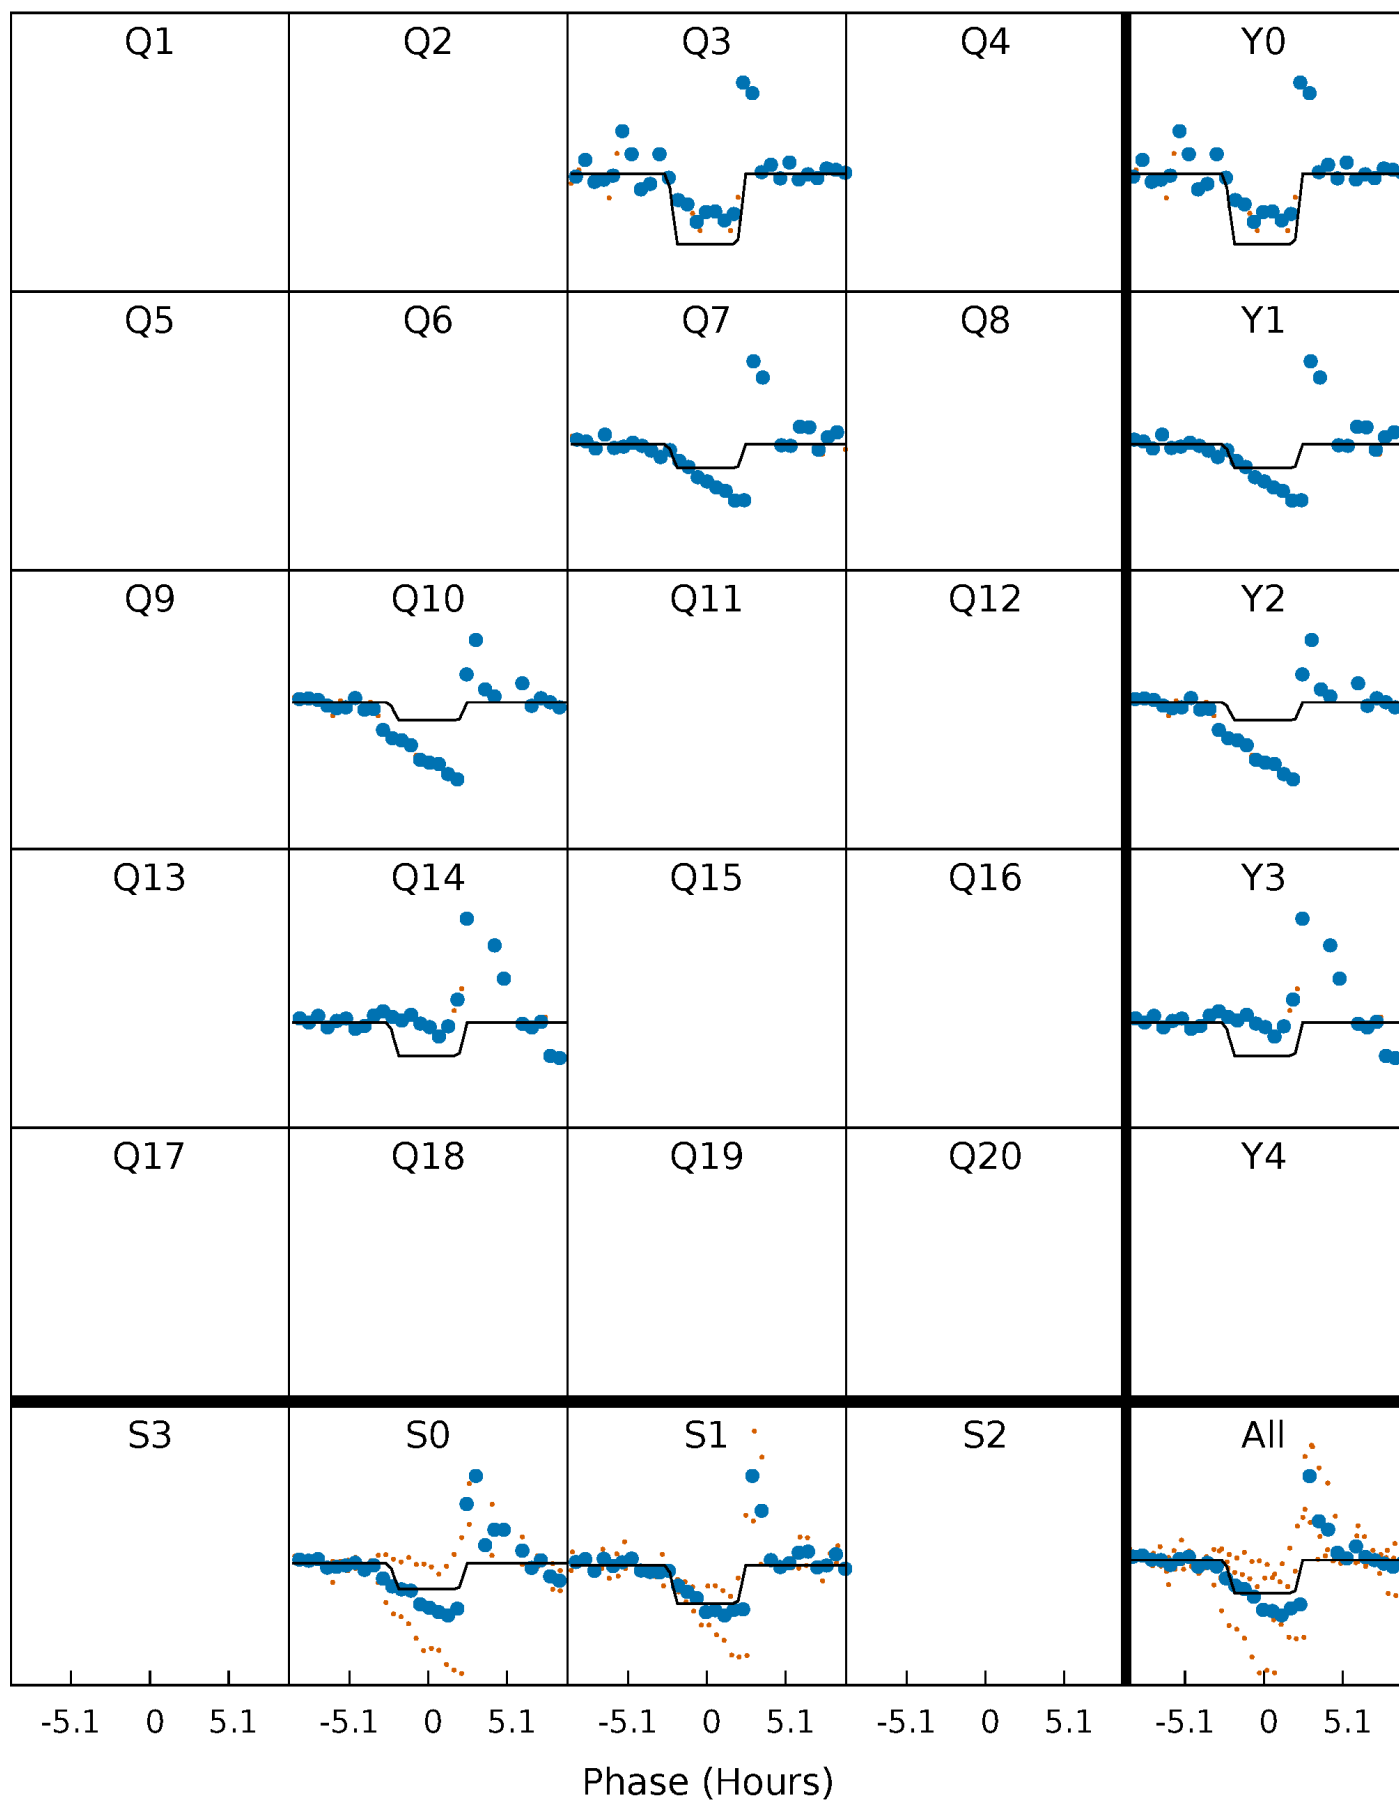 Q1 Q2 Q3 Q4 Y0
Q5 Q6 Q7 Q8 Y1
Q9 Q10 Q11 Q12 Y2
Q13 Q14 Q15 Q16 Y3
Q17 Q18 Q19 Q20 Y4
S3 S0 S1 S2 All
-5.1 0 5.1 -5.1 0 5.1 -5.1 0 5.1 -5.1 0 5.1 -5.1 0 5.1
Phase (Hours)